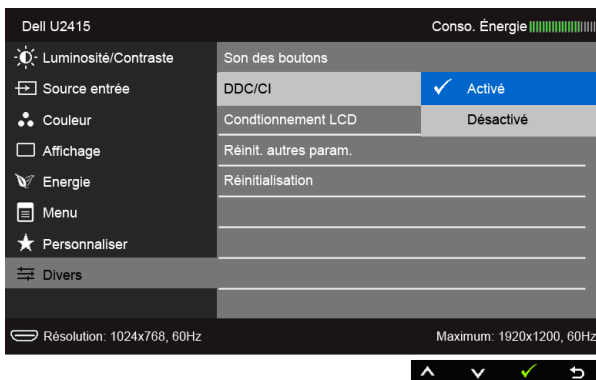 Dell U2415
Conso. Énergie
Luminosité/Contraste
Source entrée
Couleur
Affichage
Energie
Menu
Personnaliser
Divers
Son des boutons
DDC/CI
Condtionnement LCD
Réinit. autres param.
Réinitialisation
Activé
Désactivé
Résolution: 1024x768, 60Hz
Maximum: 1920x1200, 60Hz